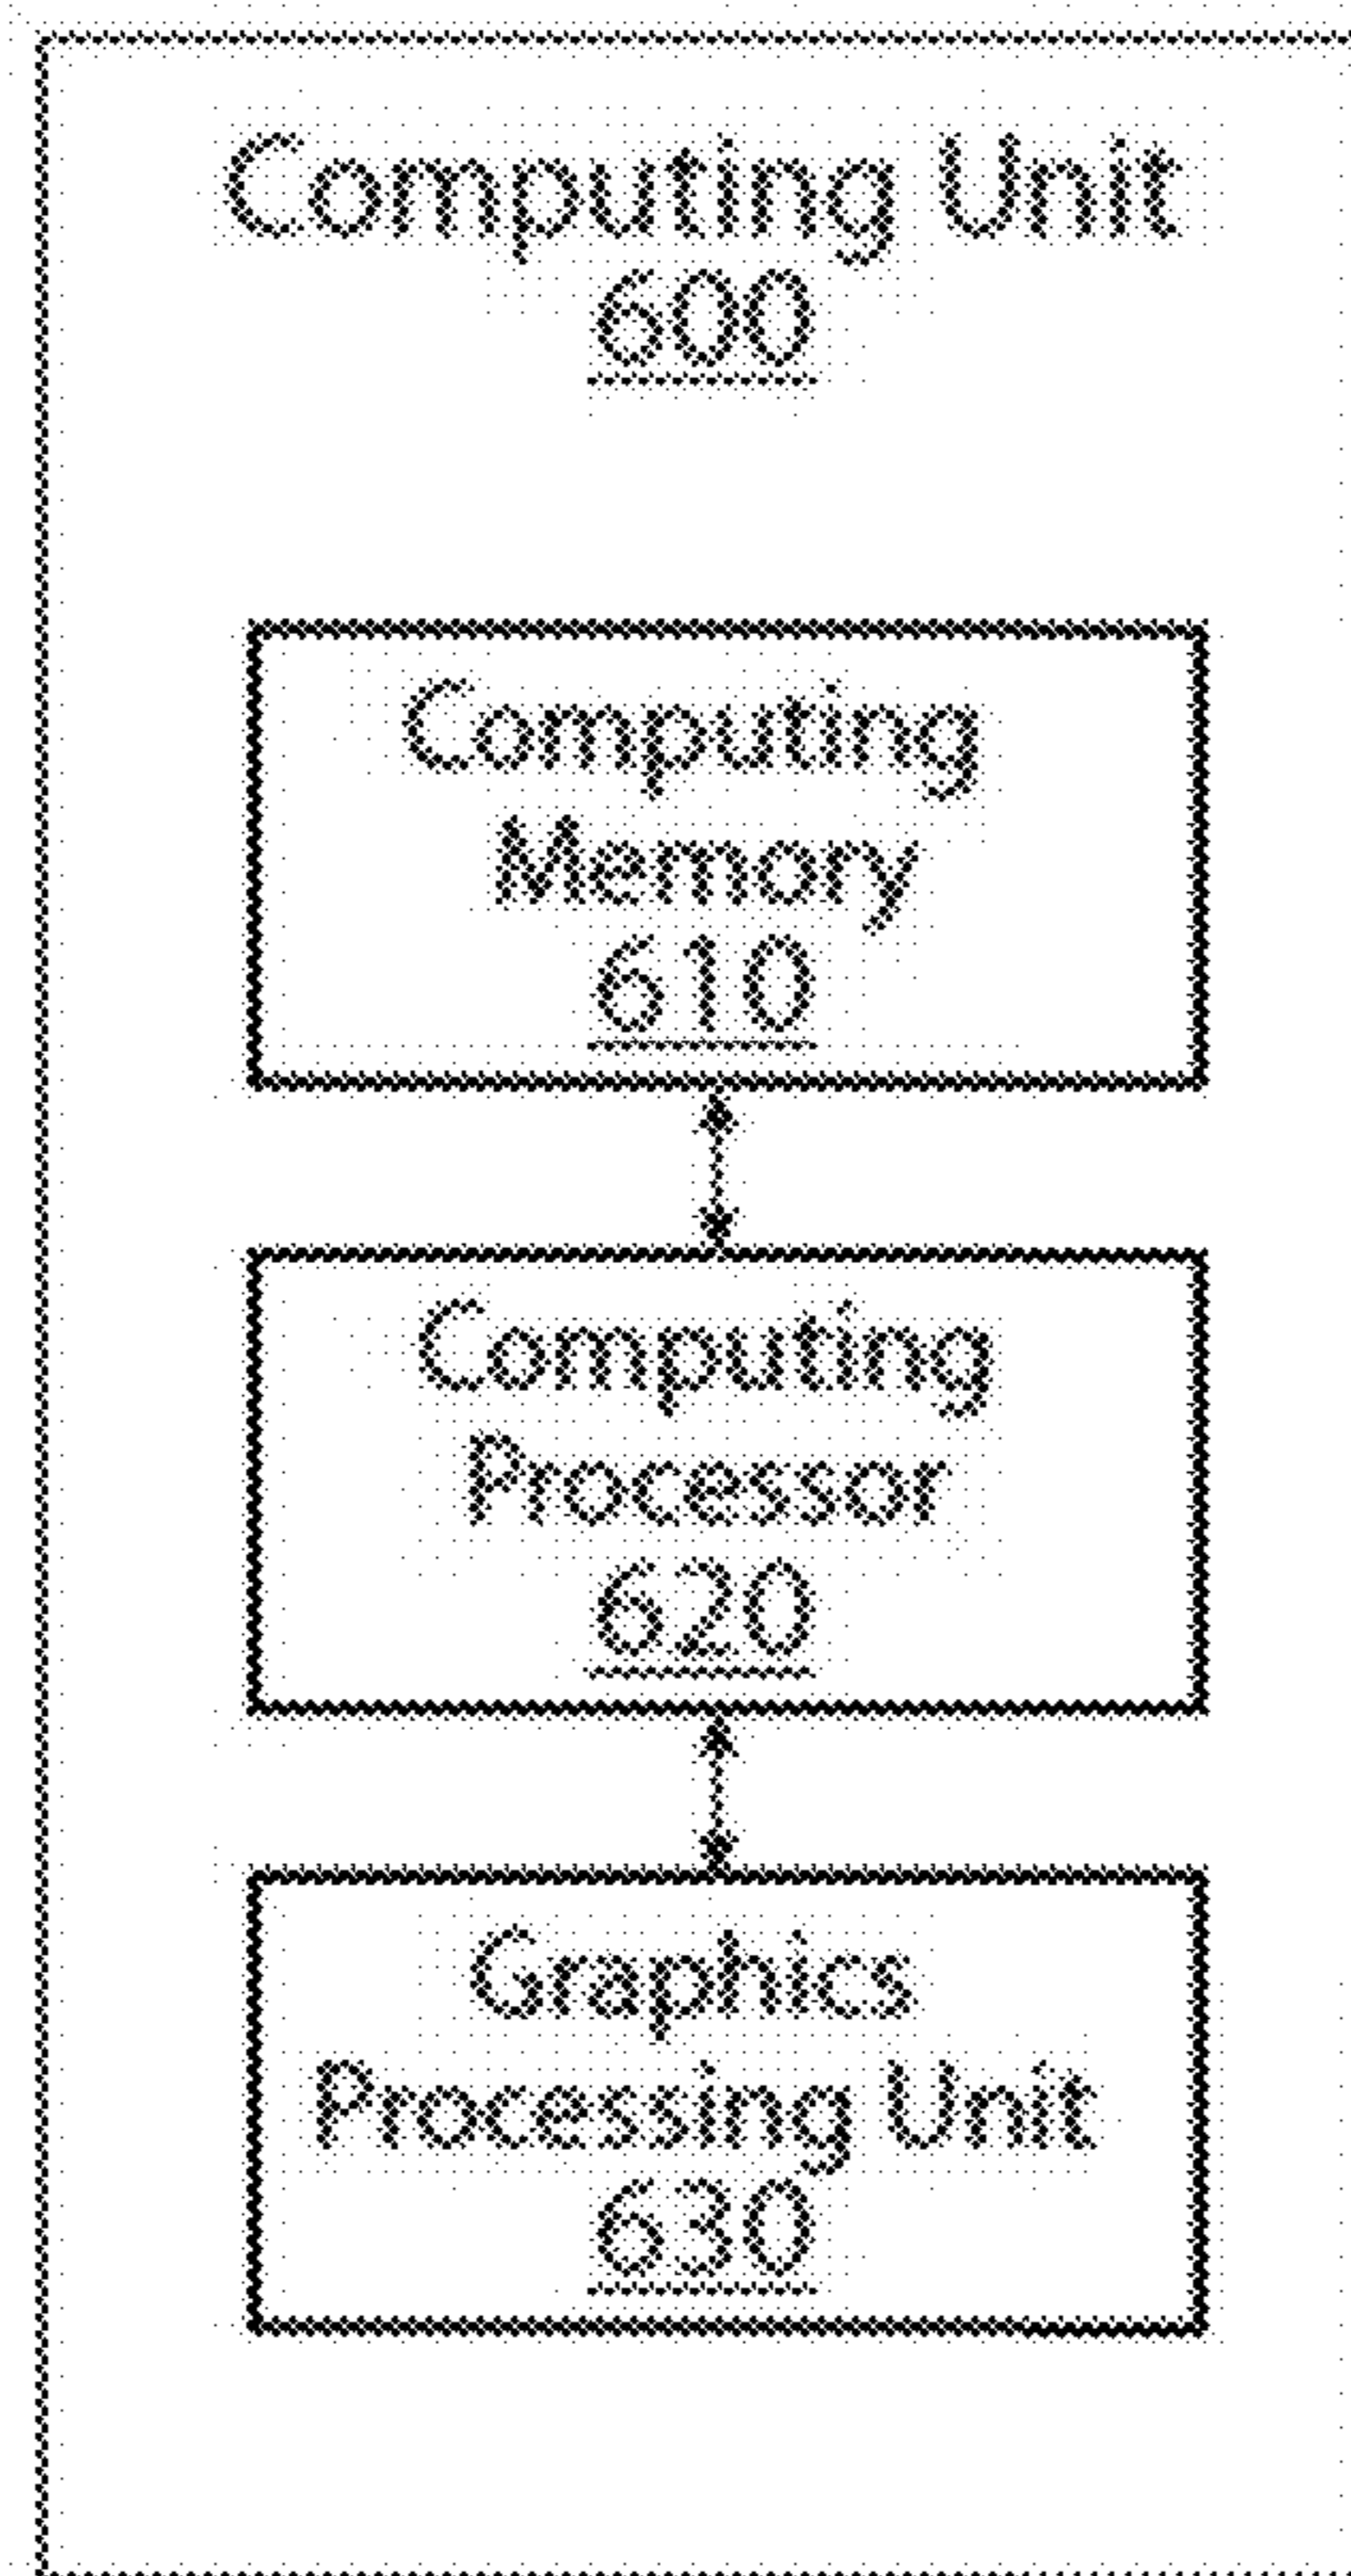 Computing Unit
600
Computing
Memory
610
Computing
Processor
620
Graphics
Processing Unit
630